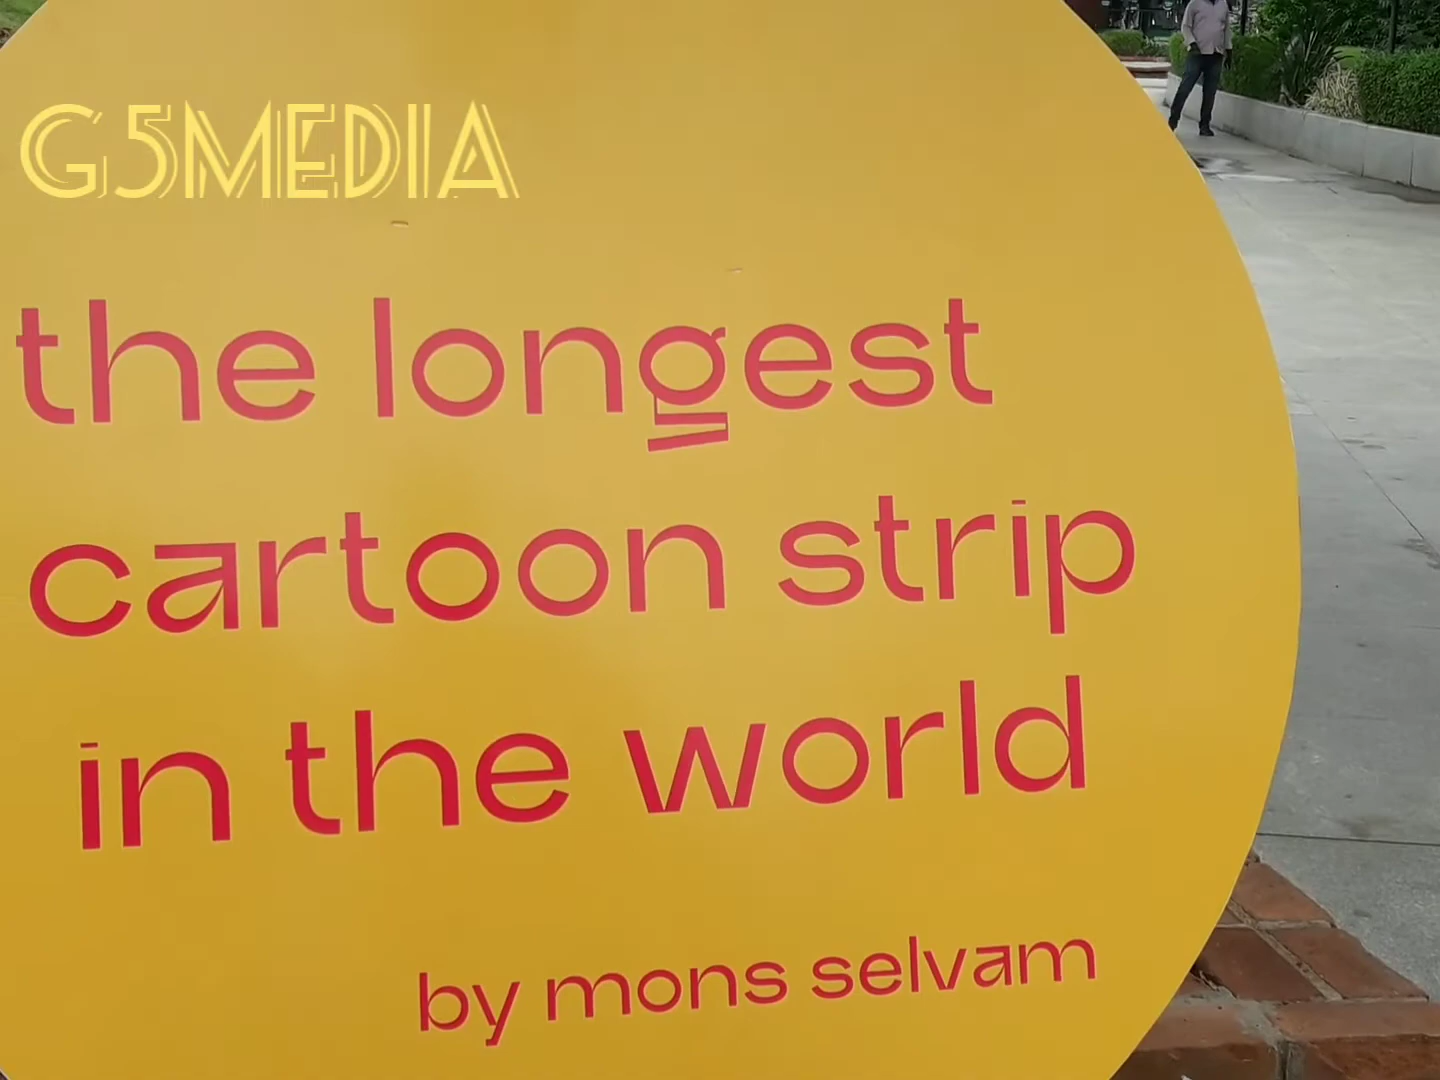 G5MEDIA
the longest
cartoon strip
in the world
by mons selvam